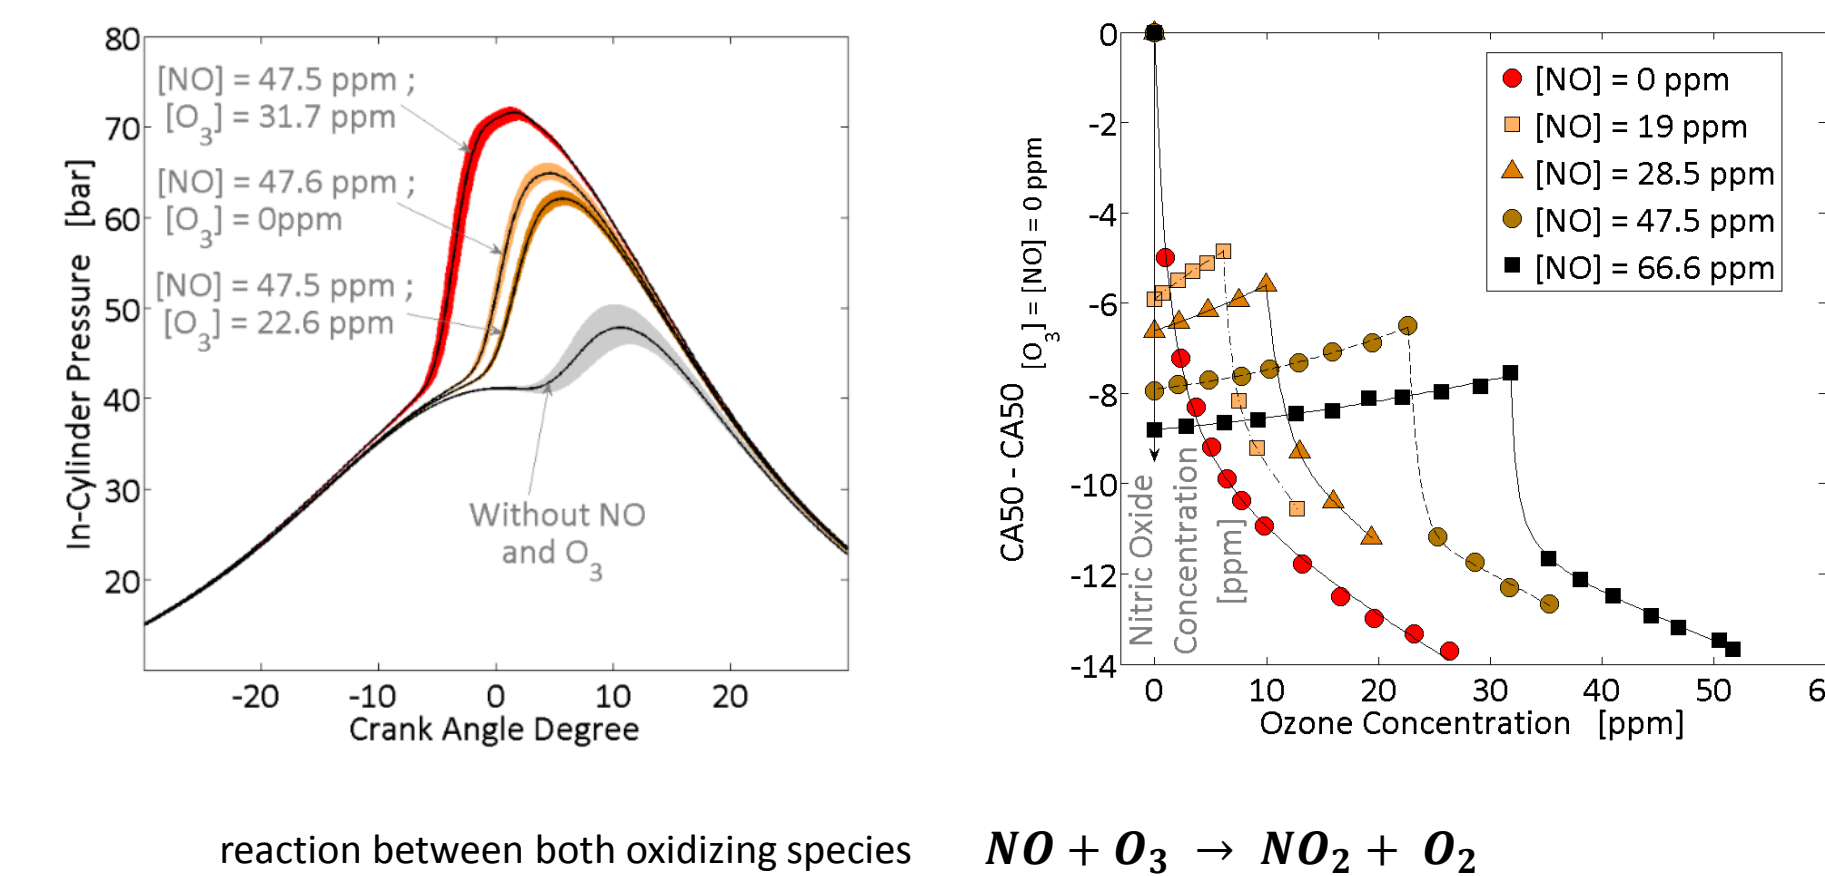 80
70
60
50
40
30
20
In-Cylinder Pressure [bar]
[NO] = 47.5 ppm ;
[O3] = 31.7 ppm
[NO] = 47.6 ppm ;
[O3] = 0ppm
[NO] = 47.5 ppm ;
[O3] = 22.6 ppm
Without NO
and O3
-20 -10 0 10 20
Crank Angle Degree
0
-2
-4
-6
-8
-10
-12
-14
CA50 - CA50 [O3] = [NO] = 0 ppm
[NO] = 0 ppm
[NO] = 19 ppm
[NO] = 28.5 ppm
[NO] = 47.5 ppm
[NO] = 66.6 ppm
Nitric Oxide
Concentration
[ppm]
0 10 20 30 40 50 6
Ozone Concentration [ppm]
reaction between both oxidizing species NO + O3 → NO2 + O2